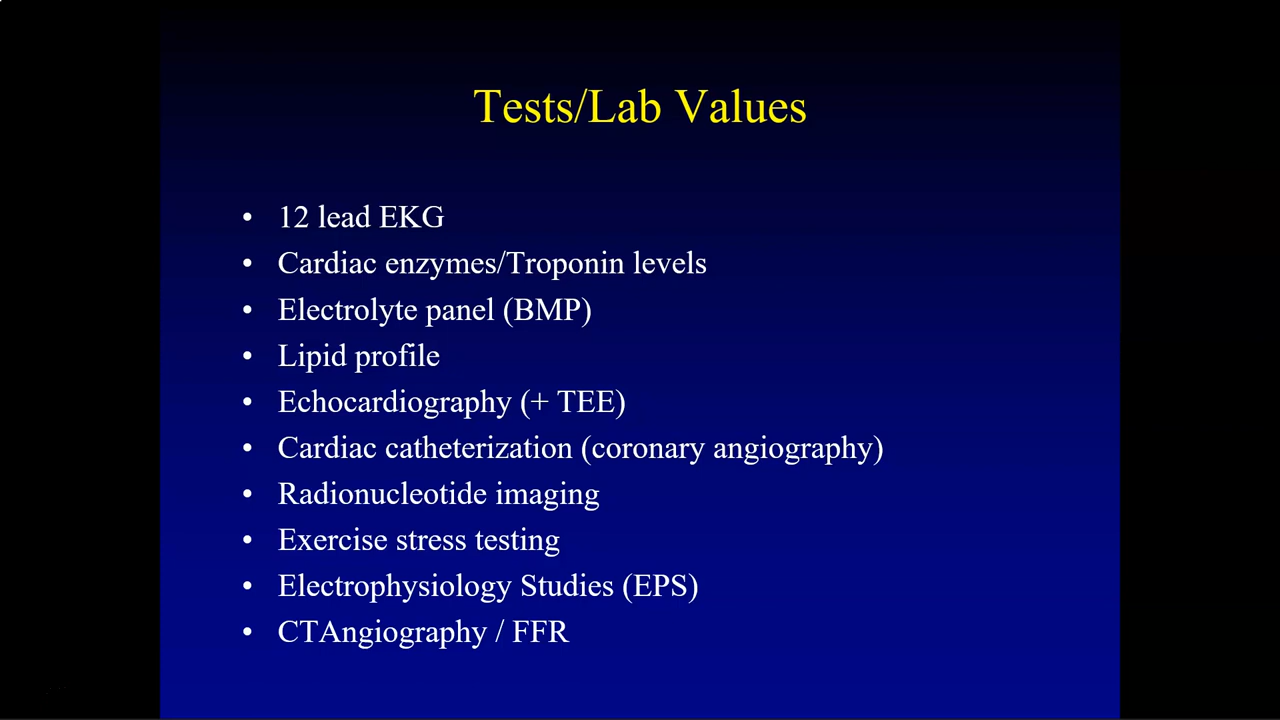 Tests/Lab Values
• 12 lead EKG
• Cardiac enzymes/Troponin levels
• Electrolyte panel (BMP)
• Lipid profile
• Echocardiography (+ TEE)
• Cardiac catheterization (coronary angiography)
• Radionucleotide imaging
• Exercise stress testing
• Electrophysiology Studies (EPS)
• CTAngiography / FFR